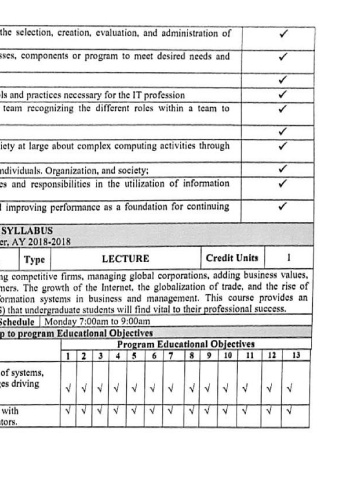 the selection, creation, evaluation, and administration of ✓
sses, components or program to meet desired needs and ✓
✓
ls and practices necessary for the IT profession ✓
team recognizing the different roles within a team to ✓
✓
iety at large about complex computing activities through ✓
ndividuals. Organization, and society; ✓
es and responsibilities in the utilization of information ✓
improving performance as a foundation for continuing ✓
SYLLABUS
er, AY 2018-2018
Type LECTURE Credit Units 1
ng competitive firms, managing global corporations, adding business values,
mers. The growth of the Internet, the globalization of trade, and the rise of
ormation systems in business and management. This course provides an
S) that undergraduate students will find vital to their professional success.
Schedule Monday 7:00am to 9:00am
p to program Educational Objectives
Program Educational Objectives
1 2 3 4 5 6 7 8 9 10 11 12 13
of systems,
es driving √ √ √ √ √ √ √ √ √ √ √ √ √
with √ √ √ √ √ √ √ √ √ √ √ √ √
tors.